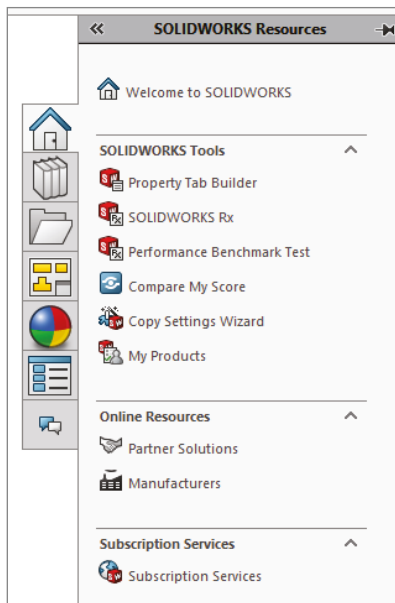 SOLIDWORKS Resources
Welcome to SOLIDWORKS
SOLIDWORKS Tools
Property Tab Builder
SOLIDWORKS Rx
Performance Benchmark Test
Compare My Score
Copy Settings Wizard
My Products
Online Resources
Partner Solutions
Manufacturers
Subscription Services
Subscription Services